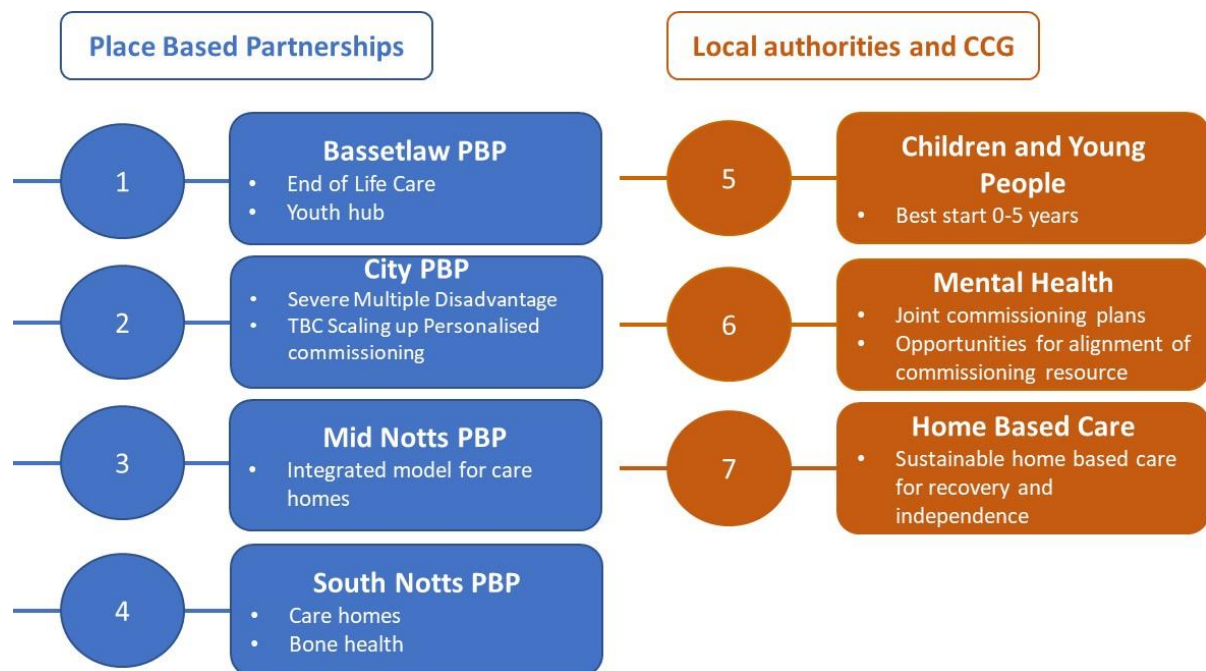 Place Based Partnerships
1
Bassetlaw PBP
• End of Life Care
• Youth hub
2
City PBP
• Severe Multiple Disadvantage
• TBC Scaling up Personalised
commissioning
3
Mid Notts PBP
• Integrated model for care
homes
4
South Notts PBP
• Care homes
• Bone health
Local authorities and CCG
5
Children and Young
People
• Best start 0-5 years
6
Mental Health
• Joint commissioning plans
• Opportunities for alignment of
commissioning resource
7
Home Based Care
• Sustainable home based care
for recovery and
independence